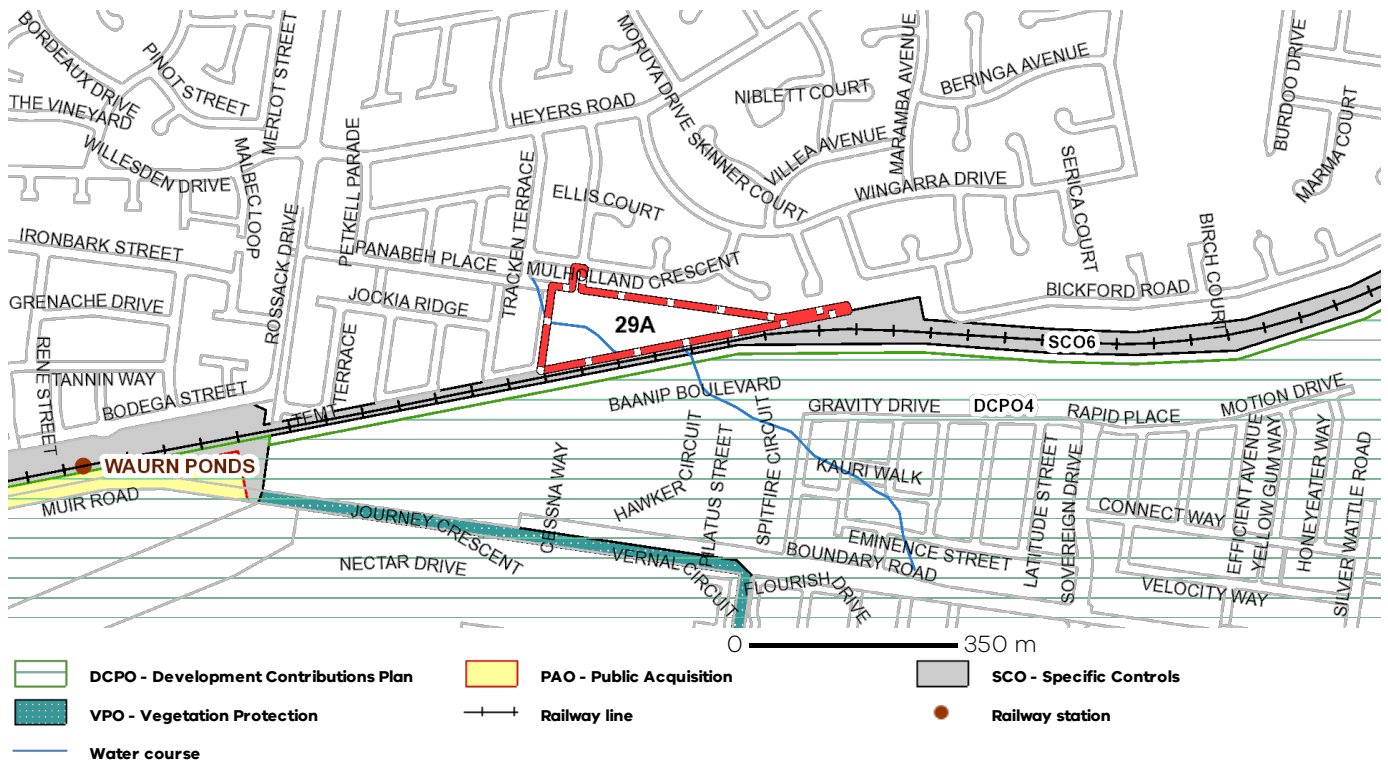 BORDEAUX DRIVE
PINOT STREET
MERLOT STREET
MORUYA DRIVE
MARAMBA AVENUE
BERINGA AVENUE
BURDOO DRIVE
THE VINEYARD
HEYERS ROAD
NIBLETT COURT
MARMA COURT
WILLESDEN DRIVE
MALBEC LOOP
PETKELL PARADE
SKINNER COURT
VILLEA AVENUE
WINGARRA DRIVE
SERICA COURT
BIRCH COURT
IRONBARK STREET
ROSSACK DRIVE
PANABEH PLACE
TRACKEN TERRACE
ELLIS COURT
MULHOLLAND CRESCENT
BICKFORD ROAD
GRENACHE DRIVE
JOCKIA RIDGE
29A
SCO6
RENE STREET
TANNIN WAY
BODEGA STREET
TEMT TERRACE
BAANIP BOULEVARD
GRAVITY DRIVE
DCPO4
RAPID PLACE
MOTION DRIVE
WAURN PONDS
MUIR ROAD
CESSNA WAY
HAWKER CIRCUIT
PILATUS STREET
SPITFIRE CIRCUIT
KAURI WALK
LATITUDE STREET
SOVEREIGN DRIVE
CONNECT WAY
EFFICIENT AVENUE
YELLOW GUM WAY
HONEYEATER WAY
SILVER WATTLE ROAD
JOURNEY CRESCENT
NECTAR DRIVE
VERNAL CIRCUIT
BOUNDARY ROAD
EMINENCE STREET
FLOURISH DRIVE
VELOCITY WAY
0 350 m
DCPO - Development Contributions Plan
PAO - Public Acquisition
SCO - Specific Controls
VPO - Vegetation Protection
Railway line
Railway station
Water course